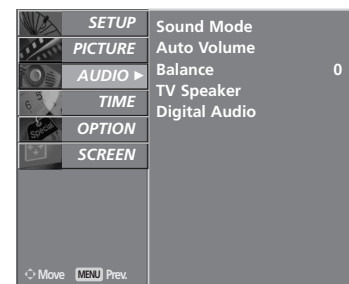 SETUP
PICTURE
AUDIO ►
TIME
OPTION
SCREEN
Sound Mode
Auto Volume
Balance 0
TV Speaker
Digital Audio
Move MENU Prev.
Special